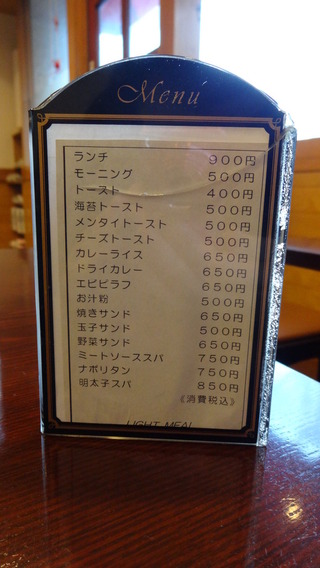 Menu
ランチ 900円
モーニング 500円
トースト 400円
海苔トースト 500円
メンタイトースト 500円
チーズトースト 500円
カレーライス 650円
ドライカレー 650円
エビピラフ 650円
お汁粉 500円
焼きサンド 650円
玉子サンド 500円
野菜サンド 650円
ミートソーススパ 750円
ナポリタン 750円
明太子スパ 850円
《消費税込》
LIGHT MEAL